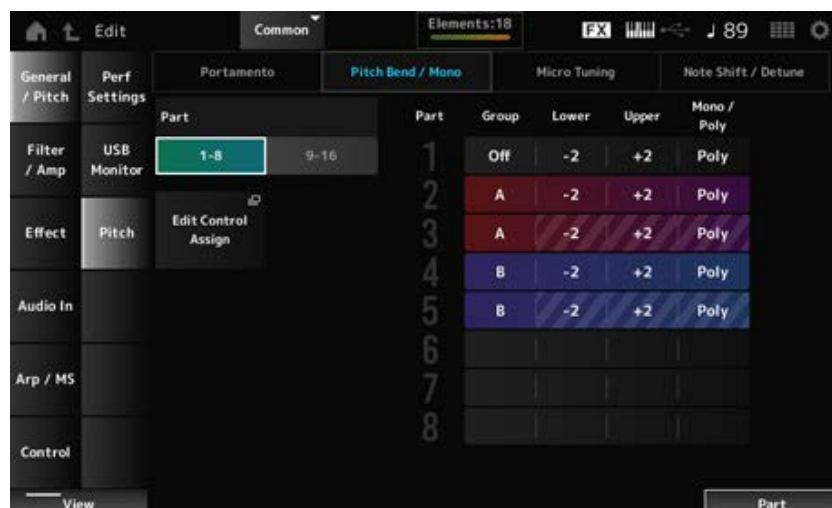 Edit
Common
Elements:18
FX
♩ 89
General / Pitch
Perf Settings
Portamento
Pitch Bend / Mono
Micro Tuning
Note Shift / Detune
Part
1-8
9-16
Part
Group
Lower
Upper
Mono / Poly
1
Off
-2
+2
Poly
2
A
-2
+2
Poly
3
A
-2
+2
Poly
4
B
-2
+2
Poly
5
B
-2
+2
Poly
6
7
8
Filter / Amp
USB Monitor
Edit Control Assign
Effect
Pitch
Audio In
Arp / MS
Control
View
Part